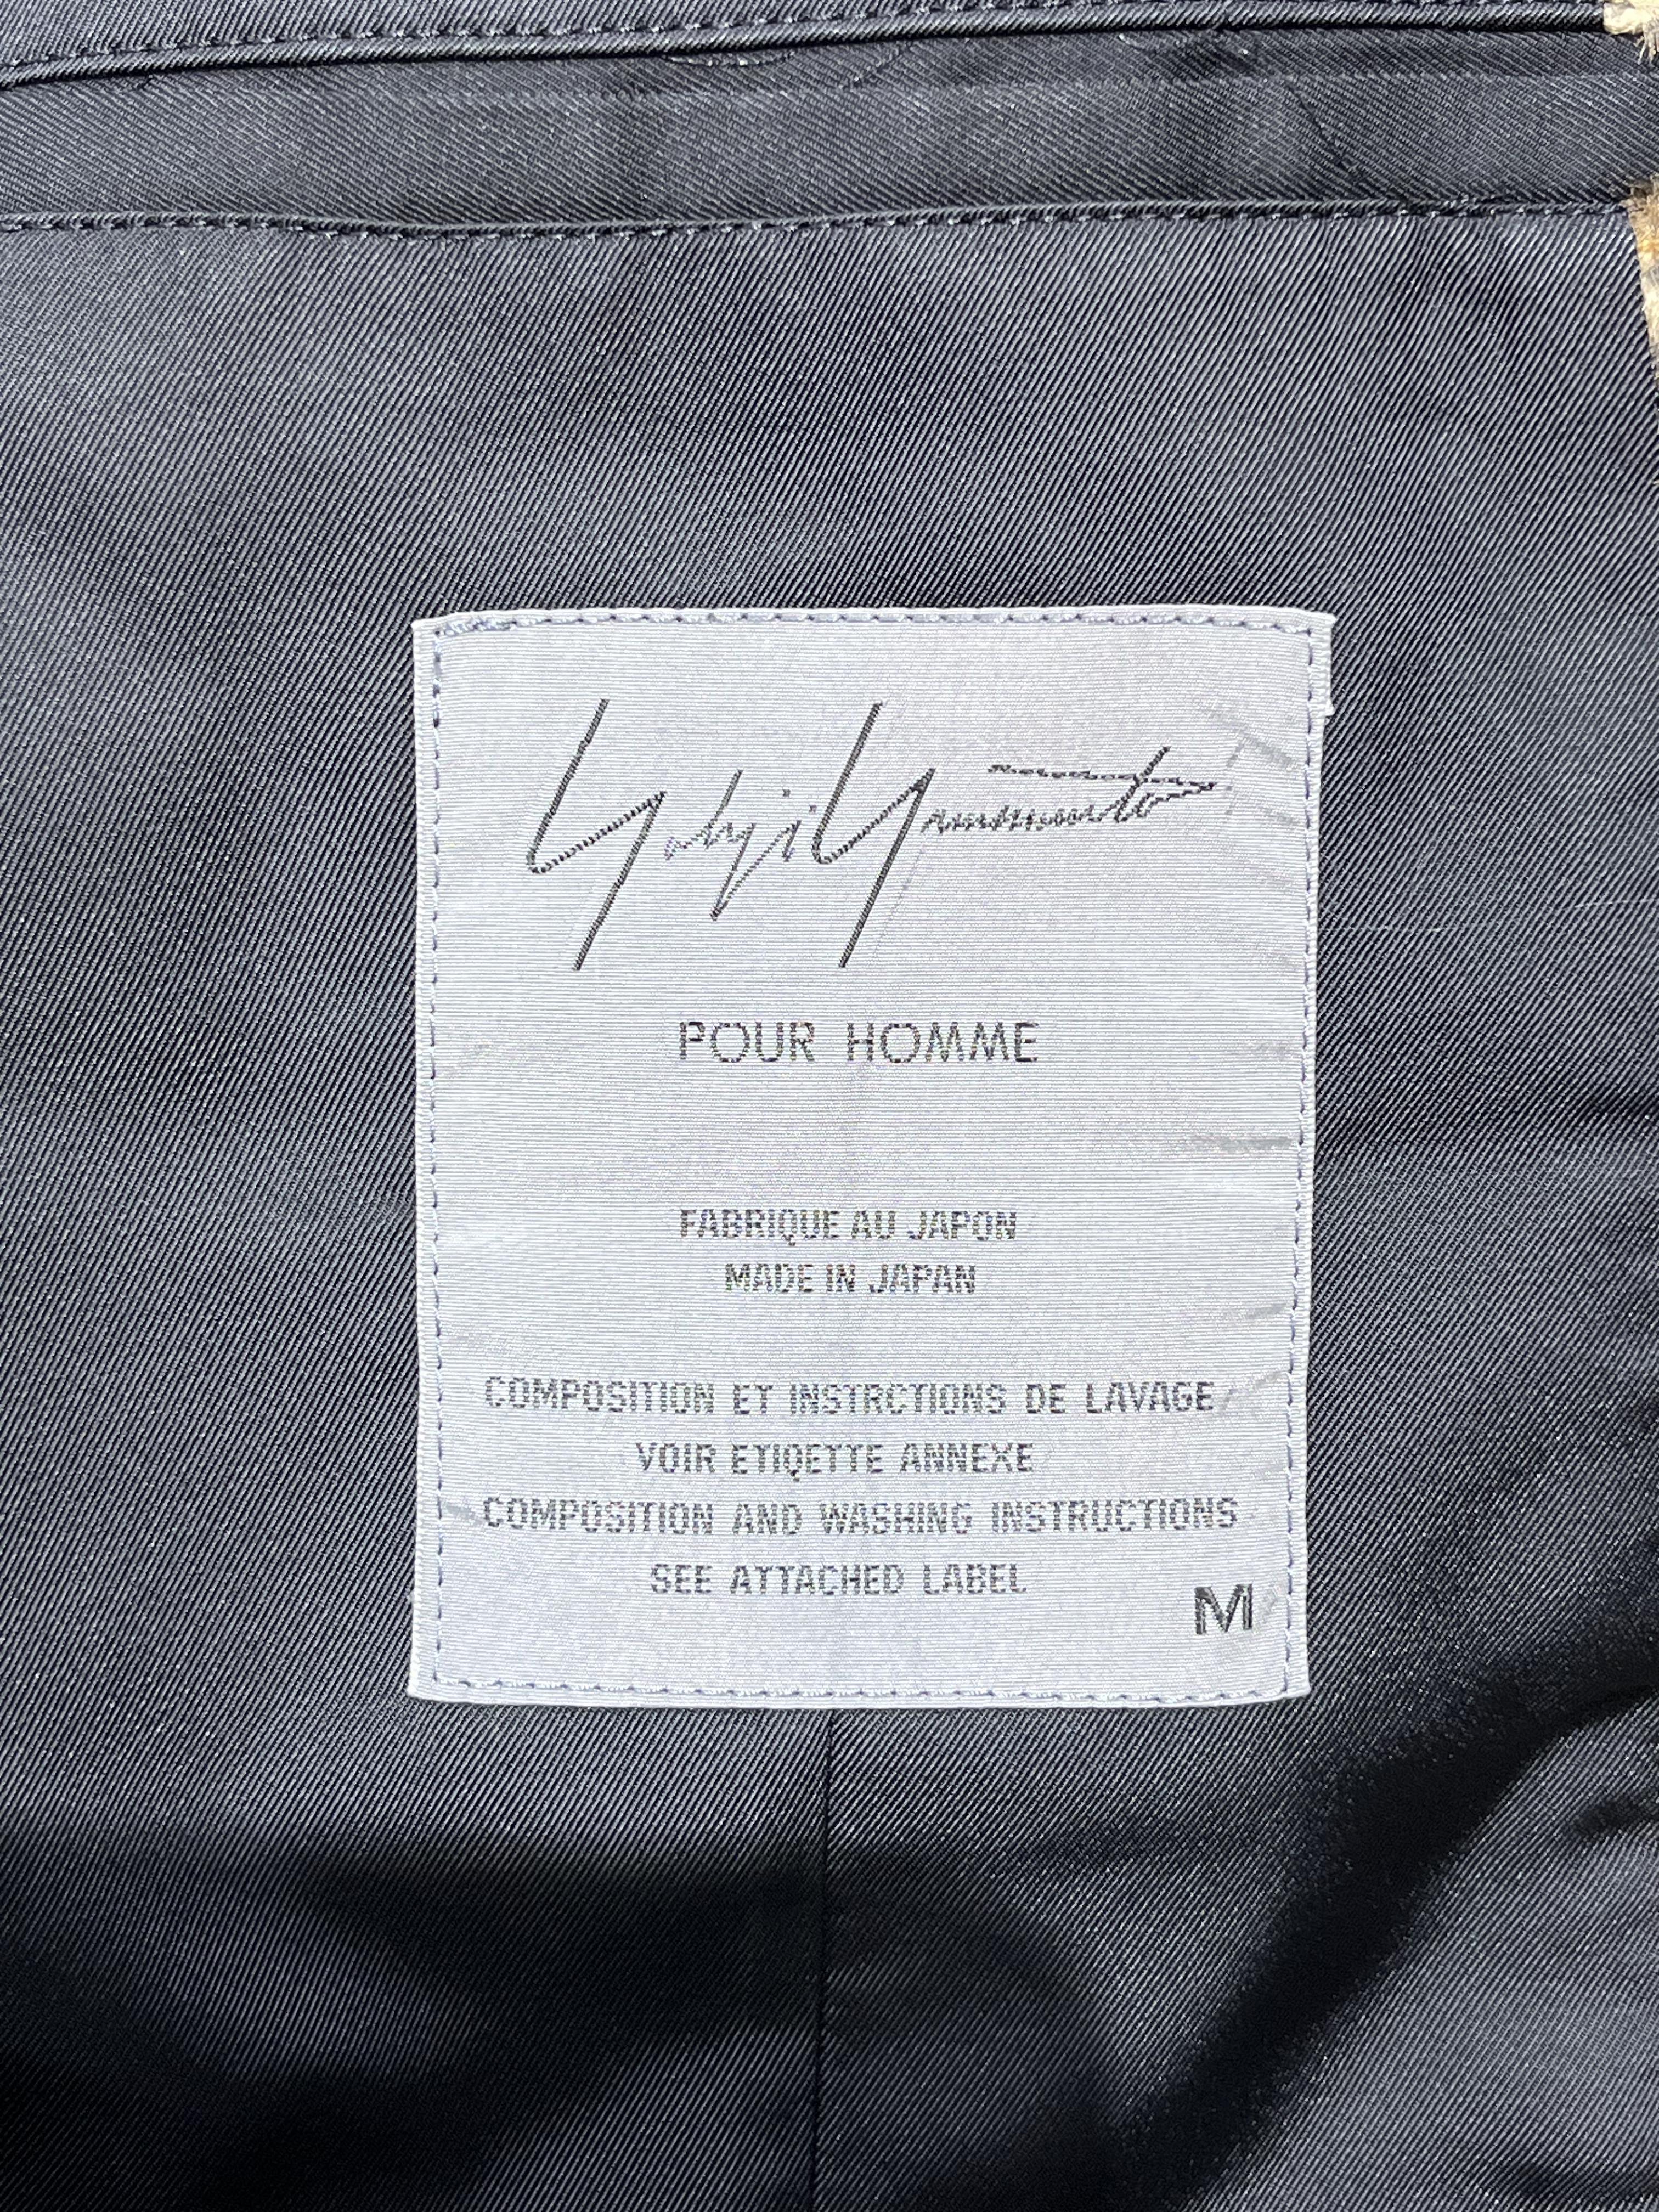 Yohji Yamamoto
POUR HOMME
FABRIQUE AU JAPON
MADE IN JAPAN
COMPOSITION ET INSTRCTIONS DE LAVAGE
VOIR ETIQETTE ANNEXE
COMPOSITION AND WASHING INSTRUCTIONS
SEE ATTACHED LABEL
M